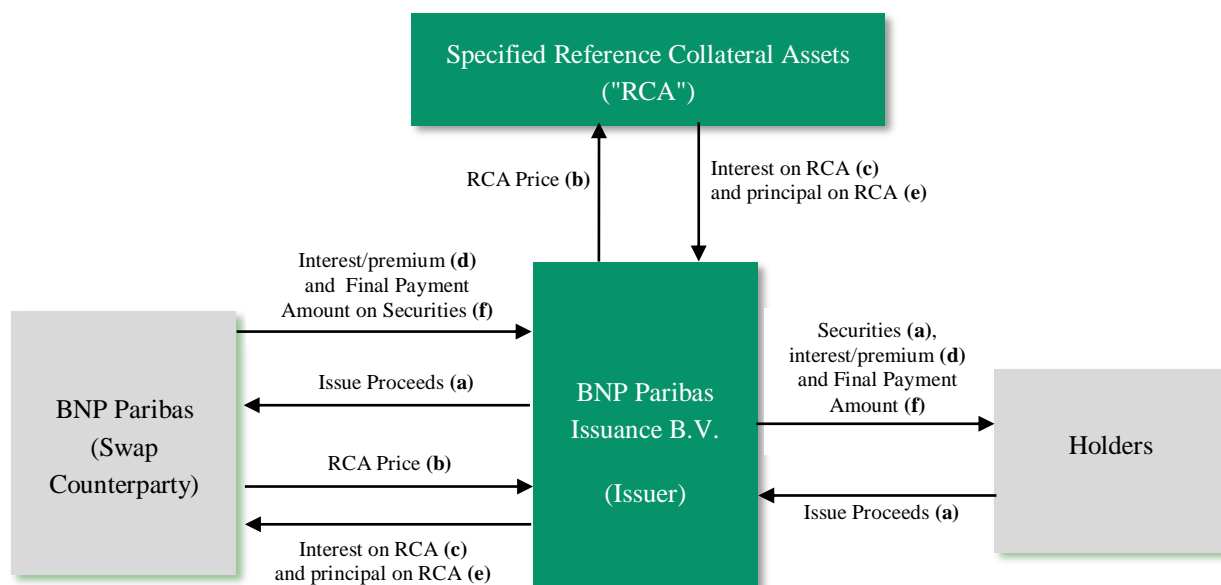 Specified Reference Collateral Assets
("RCA")
RCA Price (b)
Interest on RCA (c)
and principal on RCA (e)
Interest/premium (d)
and Final Payment
Amount on Securities (f)
Issue Proceeds (a)
RCA Price (b)
Interest on RCA (c)
and principal on RCA (e)
BNP Paribas
(Swap
Counterparty)
BNP Paribas
Issuance B.V.
(Issuer)
Securities (a),
interest/premium (d)
and Final Payment
Amount (f)
Issue Proceeds (a)
Holders